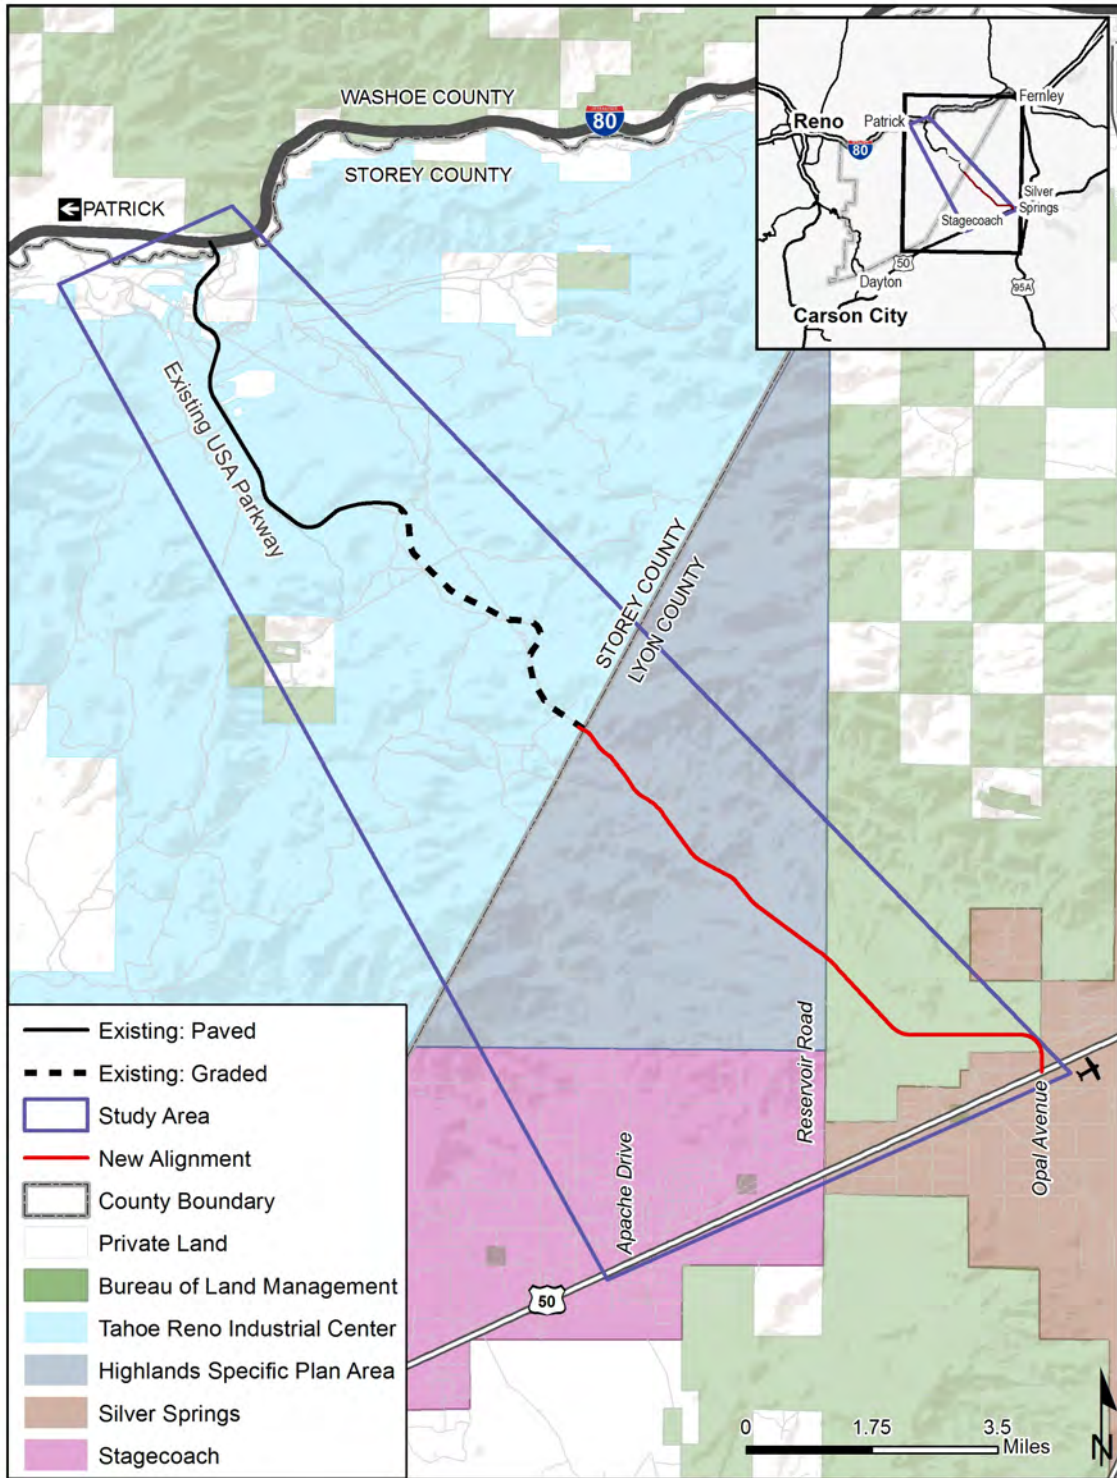 WASHOE COUNTY
INTERSTATE
80
STOREY COUNTY
PATRICK
Existing USA Parkway
STOREY COUNTY
LYON COUNTY
Reservoir Road
Apache Drive
Opal Avenue
50
Fernley
Reno
Patrick
80
Silver
Springs
Stagecoach
50
Dayton
95A
Carson City
Existing: Paved
Existing: Graded
Study Area
New Alignment
County Boundary
Private Land
Bureau of Land Management
Tahoe Reno Industrial Center
Highlands Specific Plan Area
Silver Springs
Stagecoach
0 1.75 3.5
Miles
N